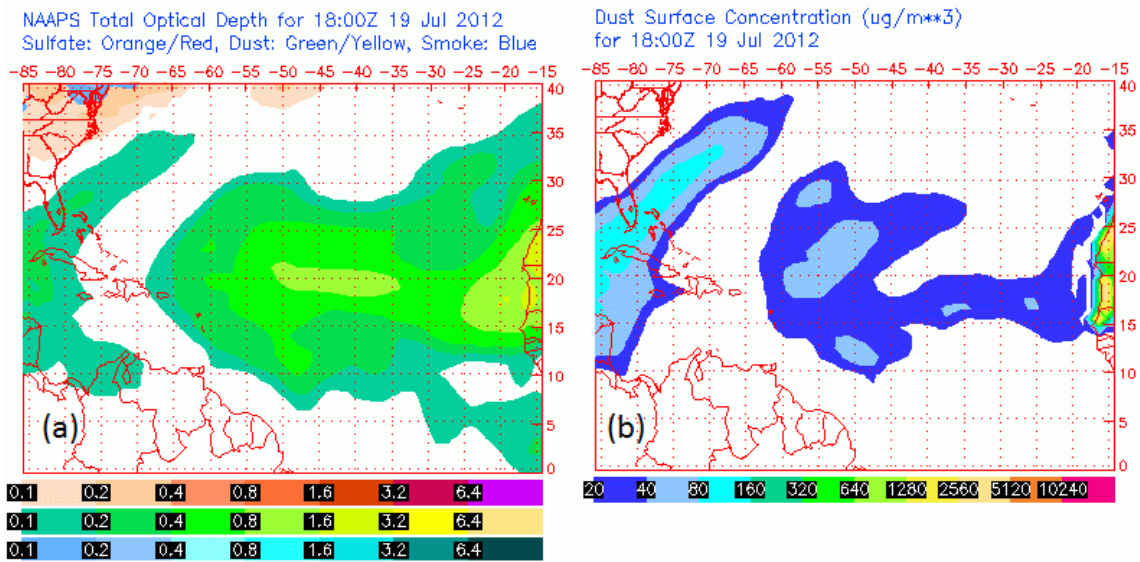 NAAPS Total Optical Depth for 18:00Z 19 Jul 2012
Sulfate: Orange/Red, Dust: Green/Yellow, Smoke: Blue
-85 -80 -75 -70 -65 -60 -55 -50 -45 -40 -35 -30 -25 -20 -15
40
35
30
25
20
15
10
5
0
(a)
0.1 0.2 0.4 0.8 1.6 3.2 6.4
0.1 0.2 0.4 0.8 1.6 3.2 6.4
0.1 0.2 0.4 0.8 1.6 3.2 6.4
Dust Surface Concentration (ug/m**3)
for 18:00Z 19 Jul 2012
-85 -80 -75 -70 -65 -60 -55 -50 -45 -40 -35 -30 -25 -20 -15
40
35
30
25
20
15
10
5
0
(b)
20 40 80 160 320 640 1280 2560 5120 10240